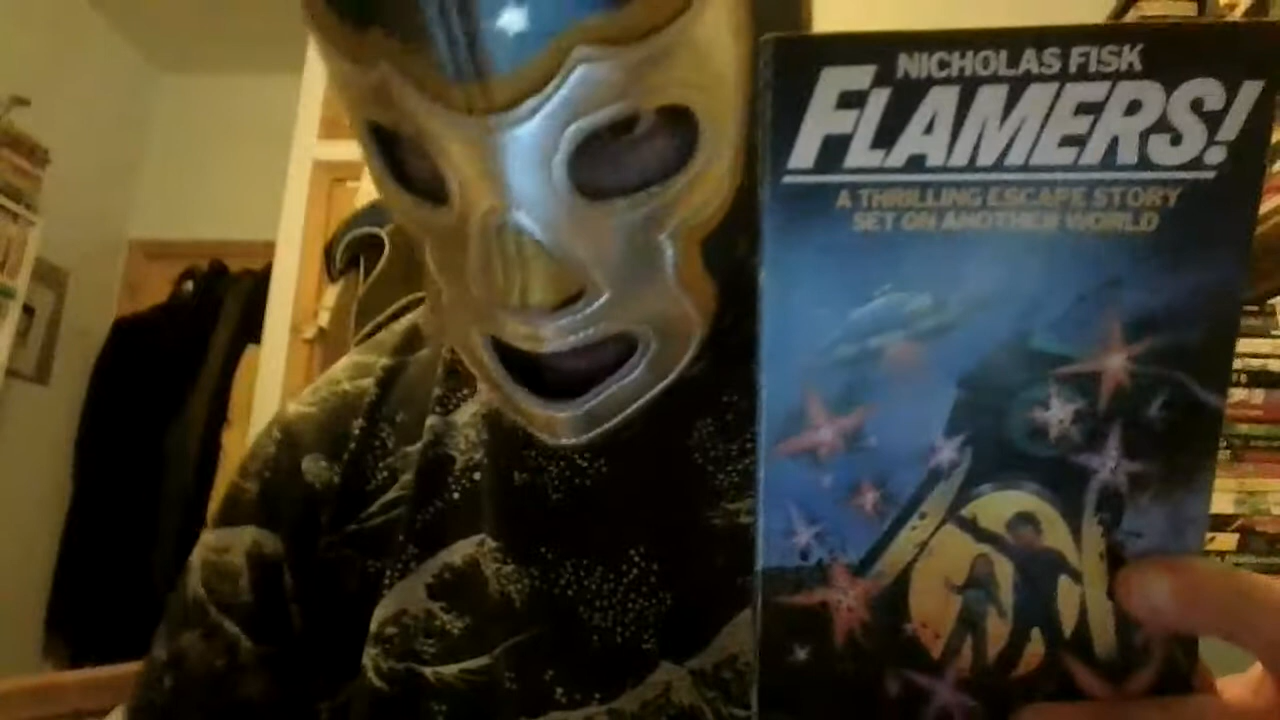 NICHOLAS FISK
FLAMERS!
A THRILLING ESCAPE STORY
SET ON ANOTHER WORLD